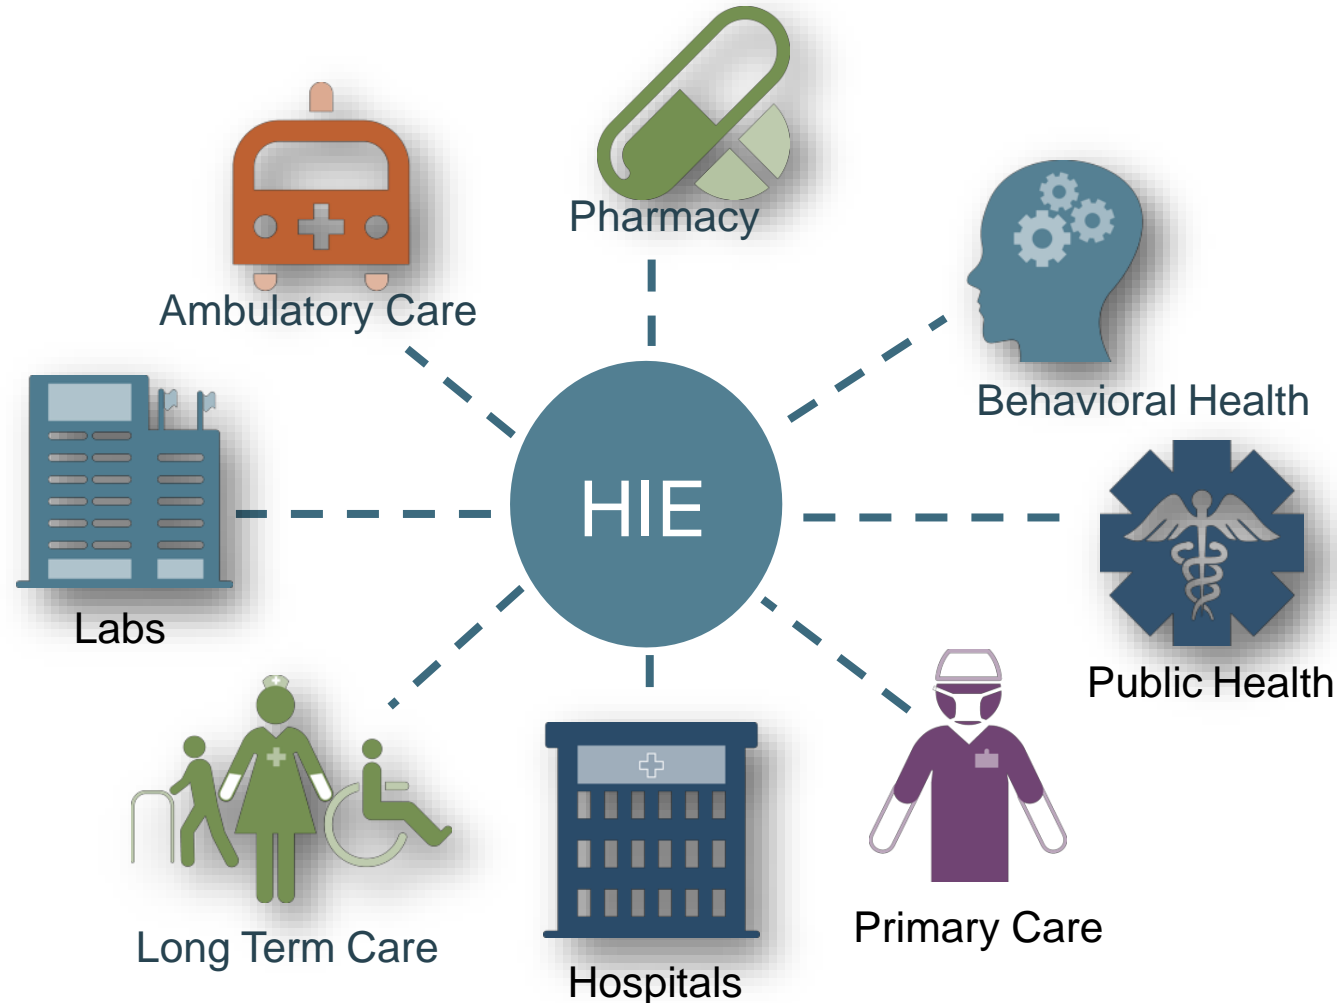 Pharmacy
Ambulatory Care
Behavioral Health
HIE
Labs
Public Health
Primary Care
Long Term Care
Hospitals